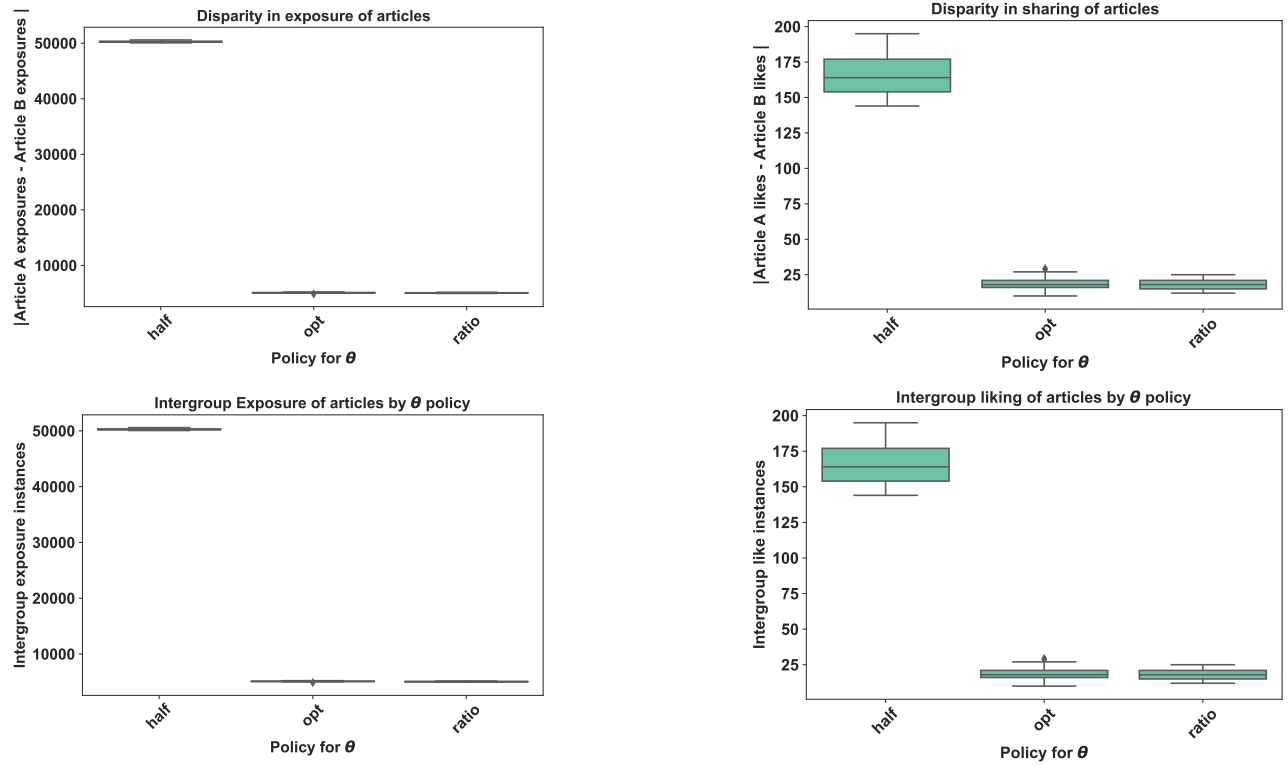 Disparity in exposure of articles
|Article A exposures - Article B exposures |
50000
40000
30000
20000
10000
half
opt
ratio
Policy for θ
Disparity in sharing of articles
|Article A likes - Article B likes |
200
175
150
125
100
75
50
25
half
opt
ratio
Policy for θ
Intergroup Exposure of articles by θ policy
Intergroup exposure instances
50000
40000
30000
20000
10000
half
opt
ratio
Policy for θ
Intergroup liking of articles by θ policy
Intergroup like instances
200
175
150
125
100
75
50
25
half
opt
ratio
Policy for θ